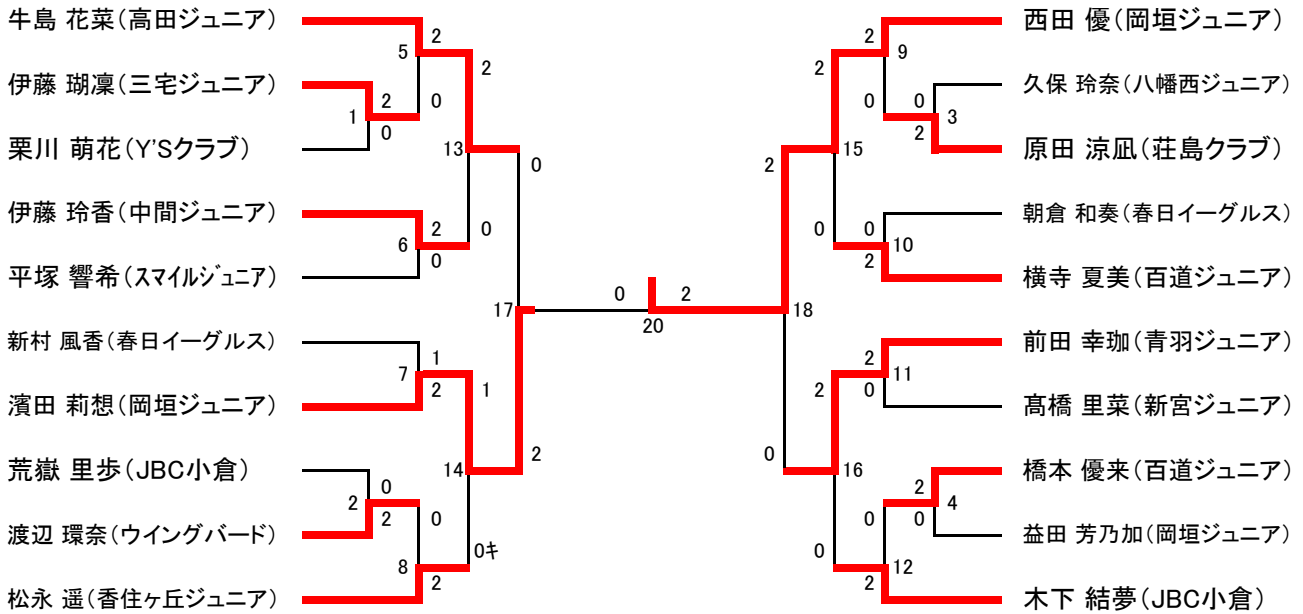 牛島 花菜（高田ジュニア）
伊藤 瑚凜（三宅ジュニア）
栗川 萌花（Y'Sクラブ）
伊藤 玲香（中間ジュニア）
平塚 響希（スマイルジュニア）
新村 風香（春日イーグルス）
濱田 莉想（岡垣ジュニア）
荒嶽 里歩（JBC小倉）
渡辺 環奈（ウイングバード）
松永 遥（香住ヶ丘ジュニア）
5 2
1 2 0
0
13 2
6 2 0
0
0
17
7 1
2 1
14 2
2 0
2 0
8 2
0キ
0 2
20
18
2 9
2
0 0 3
2
15
2
0 0 10
2
2 11
2 0
0 16
2 4
0 0
0 12
2
西田 優（岡垣ジュニア）
久保 玲奈（八幡西ジュニア）
原田 涼凪（荘島クラブ）
朝倉 和奏（春日イーグルス）
横寺 夏美（百道ジュニア）
前田 幸珈（青羽ジュニア）
髙橋 里菜（新宮ジュニア）
橋本 優来（百道ジュニア）
益田 芳乃加（岡垣ジュニア）
木下 結夢（JBC小倉）